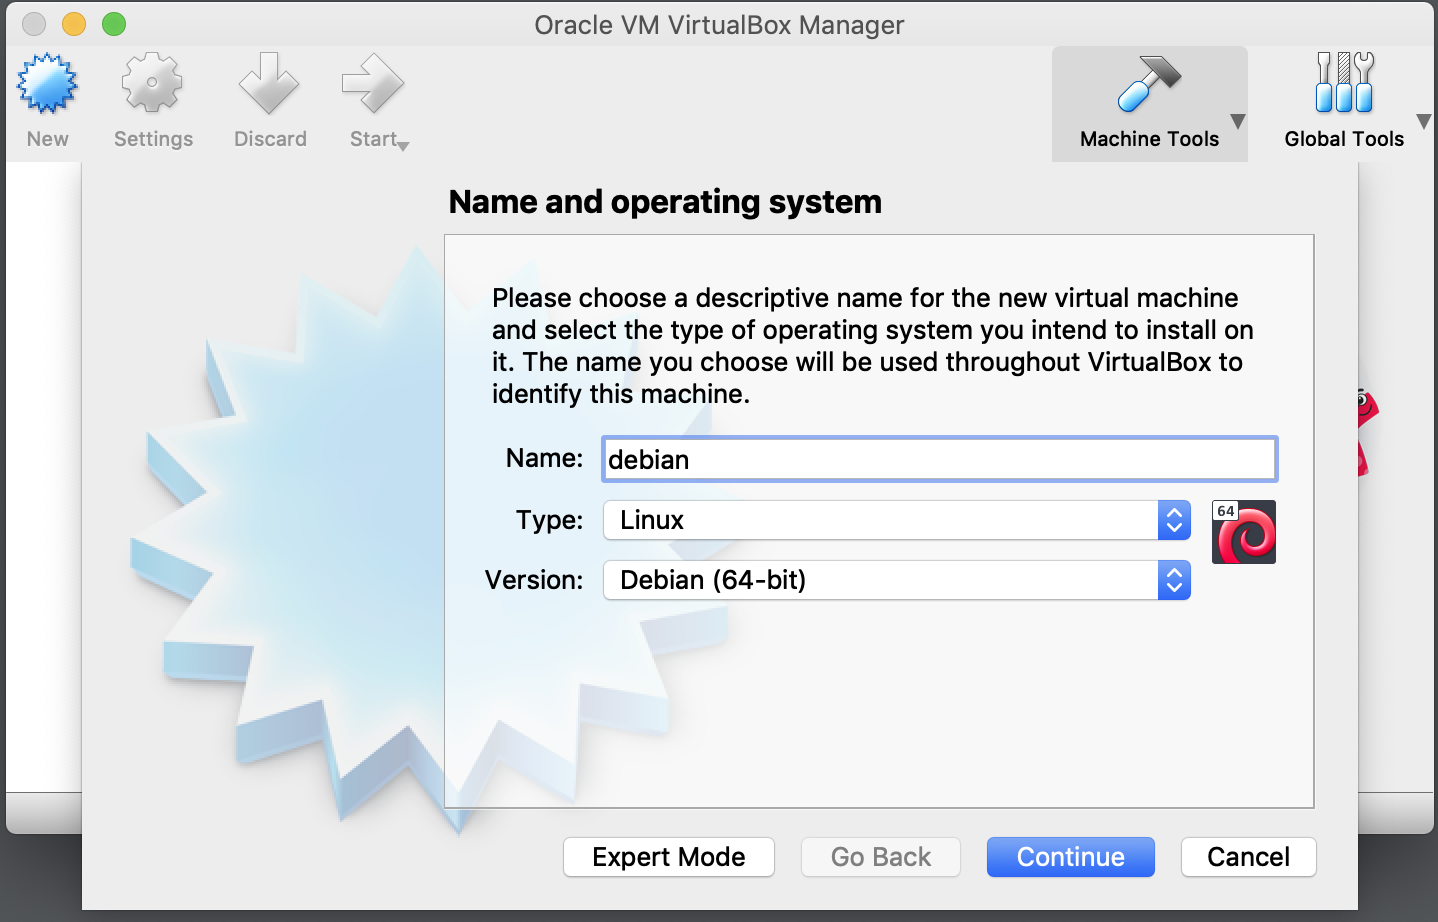 Oracle VM VirtualBox Manager
New
Settings
Discard
Start
Machine Tools
Global Tools
Name and operating system
Please choose a descriptive name for the new virtual machine
and select the type of operating system you intend to install on
it. The name you choose will be used throughout VirtualBox to
identify this machine.
Name: debian
Type: Linux
64
Version: Debian (64-bit)
Expert Mode
Go Back
Continue
Cancel